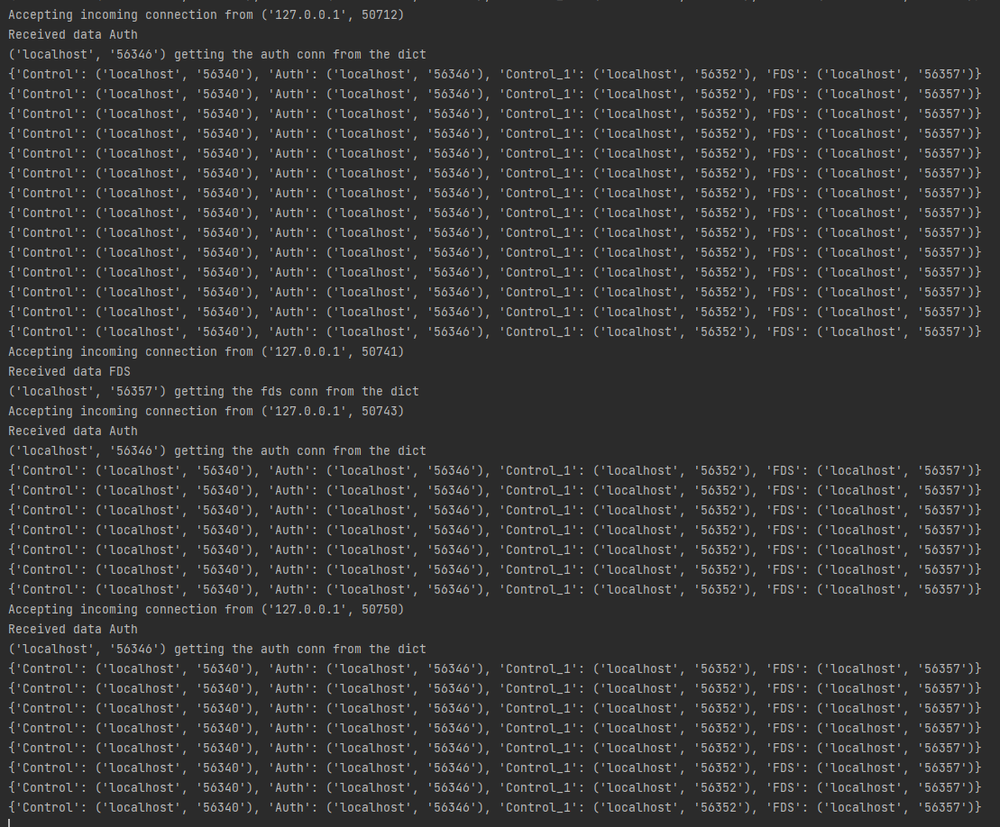 Accepting incoming connection from ('127.0.0.1', 50712)
Received data Auth
('localhost', '56346') getting the auth conn from the dict
{'Control': ('localhost', '56340'), 'Auth': ('localhost', '56346'), 'Control_1': ('localhost', '56352'), 'FDS': ('localhost', '56357')}
{'Control': ('localhost', '56340'), 'Auth': ('localhost', '56346'), 'Control_1': ('localhost', '56352'), 'FDS': ('localhost', '56357')}
{'Control': ('localhost', '56340'), 'Auth': ('localhost', '56346'), 'Control_1': ('localhost', '56352'), 'FDS': ('localhost', '56357')}
{'Control': ('localhost', '56340'), 'Auth': ('localhost', '56346'), 'Control_1': ('localhost', '56352'), 'FDS': ('localhost', '56357')}
{'Control': ('localhost', '56340'), 'Auth': ('localhost', '56346'), 'Control_1': ('localhost', '56352'), 'FDS': ('localhost', '56357')}
{'Control': ('localhost', '56340'), 'Auth': ('localhost', '56346'), 'Control_1': ('localhost', '56352'), 'FDS': ('localhost', '56357')}
{'Control': ('localhost', '56340'), 'Auth': ('localhost', '56346'), 'Control_1': ('localhost', '56352'), 'FDS': ('localhost', '56357')}
{'Control': ('localhost', '56340'), 'Auth': ('localhost', '56346'), 'Control_1': ('localhost', '56352'), 'FDS': ('localhost', '56357')}
{'Control': ('localhost', '56340'), 'Auth': ('localhost', '56346'), 'Control_1': ('localhost', '56352'), 'FDS': ('localhost', '56357')}
{'Control': ('localhost', '56340'), 'Auth': ('localhost', '56346'), 'Control_1': ('localhost', '56352'), 'FDS': ('localhost', '56357')}
{'Control': ('localhost', '56340'), 'Auth': ('localhost', '56346'), 'Control_1': ('localhost', '56352'), 'FDS': ('localhost', '56357')}
{'Control': ('localhost', '56340'), 'Auth': ('localhost', '56346'), 'Control_1': ('localhost', '56352'), 'FDS': ('localhost', '56357')}
{'Control': ('localhost', '56340'), 'Auth': ('localhost', '56346'), 'Control_1': ('localhost', '56352'), 'FDS': ('localhost', '56357')}
{'Control': ('localhost', '56340'), 'Auth': ('localhost', '56346'), 'Control_1': ('localhost', '56352'), 'FDS': ('localhost', '56357')}
Accepting incoming connection from ('127.0.0.1', 50741)
Received data FDS
('localhost', '56357') getting the fds conn from the dict
Accepting incoming connection from ('127.0.0.1', 50743)
Received data Auth
('localhost', '56346') getting the auth conn from the dict
{'Control': ('localhost', '56340'), 'Auth': ('localhost', '56346'), 'Control_1': ('localhost', '56352'), 'FDS': ('localhost', '56357')}
{'Control': ('localhost', '56340'), 'Auth': ('localhost', '56346'), 'Control_1': ('localhost', '56352'), 'FDS': ('localhost', '56357')}
{'Control': ('localhost', '56340'), 'Auth': ('localhost', '56346'), 'Control_1': ('localhost', '56352'), 'FDS': ('localhost', '56357')}
{'Control': ('localhost', '56340'), 'Auth': ('localhost', '56346'), 'Control_1': ('localhost', '56352'), 'FDS': ('localhost', '56357')}
{'Control': ('localhost', '56340'), 'Auth': ('localhost', '56346'), 'Control_1': ('localhost', '56352'), 'FDS': ('localhost', '56357')}
{'Control': ('localhost', '56340'), 'Auth': ('localhost', '56346'), 'Control_1': ('localhost', '56352'), 'FDS': ('localhost', '56357')}
{'Control': ('localhost', '56340'), 'Auth': ('localhost', '56346'), 'Control_1': ('localhost', '56352'), 'FDS': ('localhost', '56357')}
Accepting incoming connection from ('127.0.0.1', 50750)
Received data Auth
('localhost', '56346') getting the auth conn from the dict
{'Control': ('localhost', '56340'), 'Auth': ('localhost', '56346'), 'Control_1': ('localhost', '56352'), 'FDS': ('localhost', '56357')}
{'Control': ('localhost', '56340'), 'Auth': ('localhost', '56346'), 'Control_1': ('localhost', '56352'), 'FDS': ('localhost', '56357')}
{'Control': ('localhost', '56340'), 'Auth': ('localhost', '56346'), 'Control_1': ('localhost', '56352'), 'FDS': ('localhost', '56357')}
{'Control': ('localhost', '56340'), 'Auth': ('localhost', '56346'), 'Control_1': ('localhost', '56352'), 'FDS': ('localhost', '56357')}
{'Control': ('localhost', '56340'), 'Auth': ('localhost', '56346'), 'Control_1': ('localhost', '56352'), 'FDS': ('localhost', '56357')}
{'Control': ('localhost', '56340'), 'Auth': ('localhost', '56346'), 'Control_1': ('localhost', '56352'), 'FDS': ('localhost', '56357')}
{'Control': ('localhost', '56340'), 'Auth': ('localhost', '56346'), 'Control_1': ('localhost', '56352'), 'FDS': ('localhost', '56357')}
{'Control': ('localhost', '56340'), 'Auth': ('localhost', '56346'), 'Control_1': ('localhost', '56352'), 'FDS': ('localhost', '56357')}